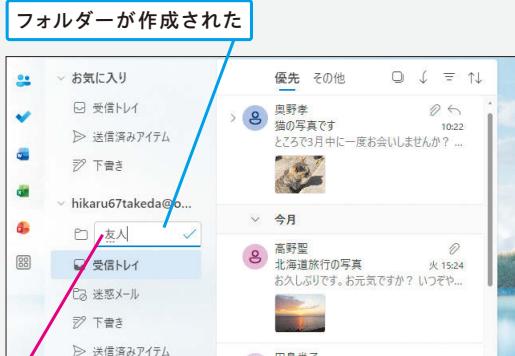 フォルダーが作成された
お気に入り
受信トレイ
送信済みアイテム
下書き
hikaru67takeda@o...
友人
受信トレイ
迷惑メール
下書き
送信済みアイテム
優先 その他
奥野孝
猫の写真です 10:22
ところで3月中に一度お会いしませんか? ...
今月
高野聖
北海道旅行の写真 火 15:24
お久しぶりです。お元気ですか? いつぞや...